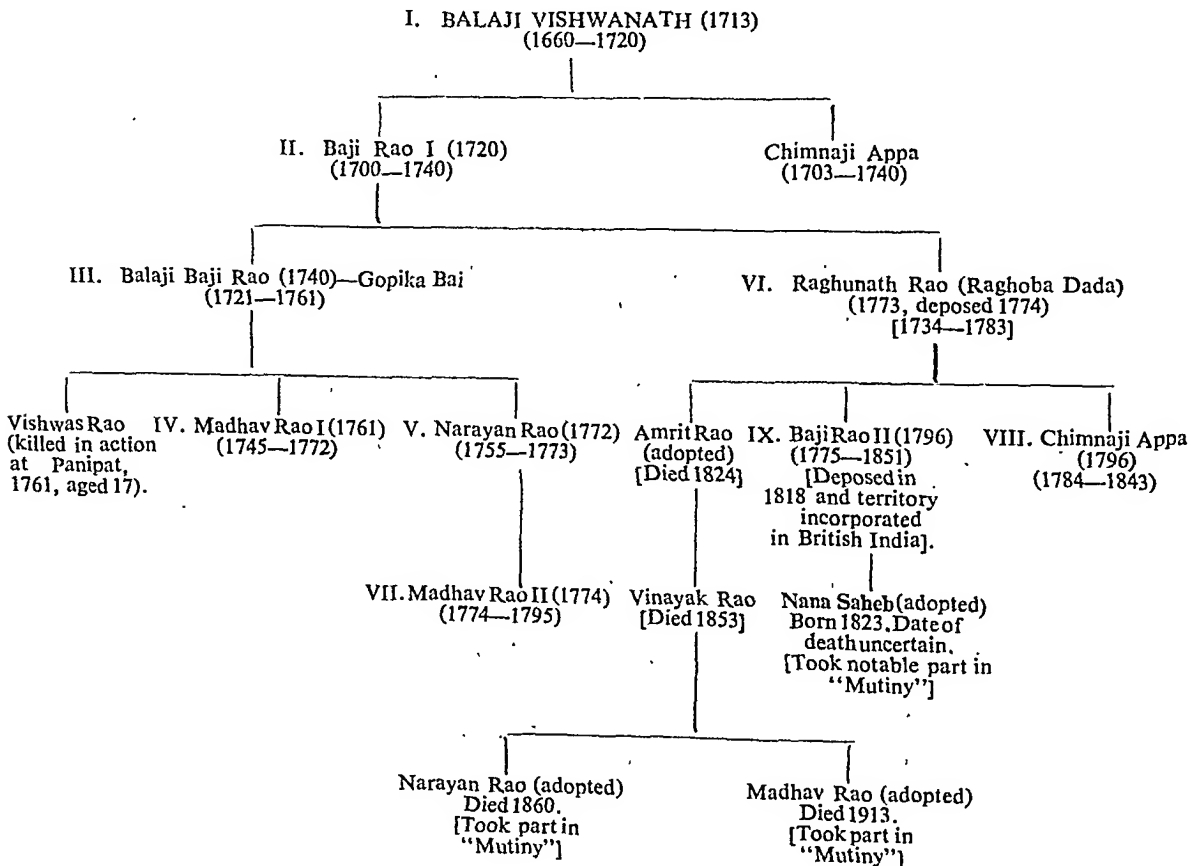 I. BALAJI VISHWANATH (1713)
(1660—1720)
II. Baji Rao I (1720)
(1700—1740)
Chimnaji Appa
(1703—1740)
III. Balaji Baji Rao (1740)—Gopika Bai
(1721—1761)
VI. Raghunath Rao (Raghoba Dada)
(1773, deposed 1774)
[1734—1783]
Vishwas Rao
(killed in action
at Panipat,
1761, aged 17).
IV. Madhav Rao I (1761)
(1745—1772)
V. Narayan Rao (1772)
(1755—1773)
Amrit Rao
(adopted)
[Died 1824]
IX. Baji Rao II (1796)
(1775—1851)
[Deposed in
1818 and territory
incorporated
in British India].
VIII. Chimnaji Appa
(1796)
(1784—1843)
VII. Madhav Rao II (1774)
(1774—1795)
Vinayak Rao
[Died 1853]
Nana Saheb (adopted)
Born 1823. Date of
death uncertain.
[Took notable part in
"Mutiny"]
Narayan Rao (adopted)
Died 1860.
[Took part in
"Mutiny"]
Madhav Rao (adopted)
Died 1913.
[Took part in
"Mutiny"]